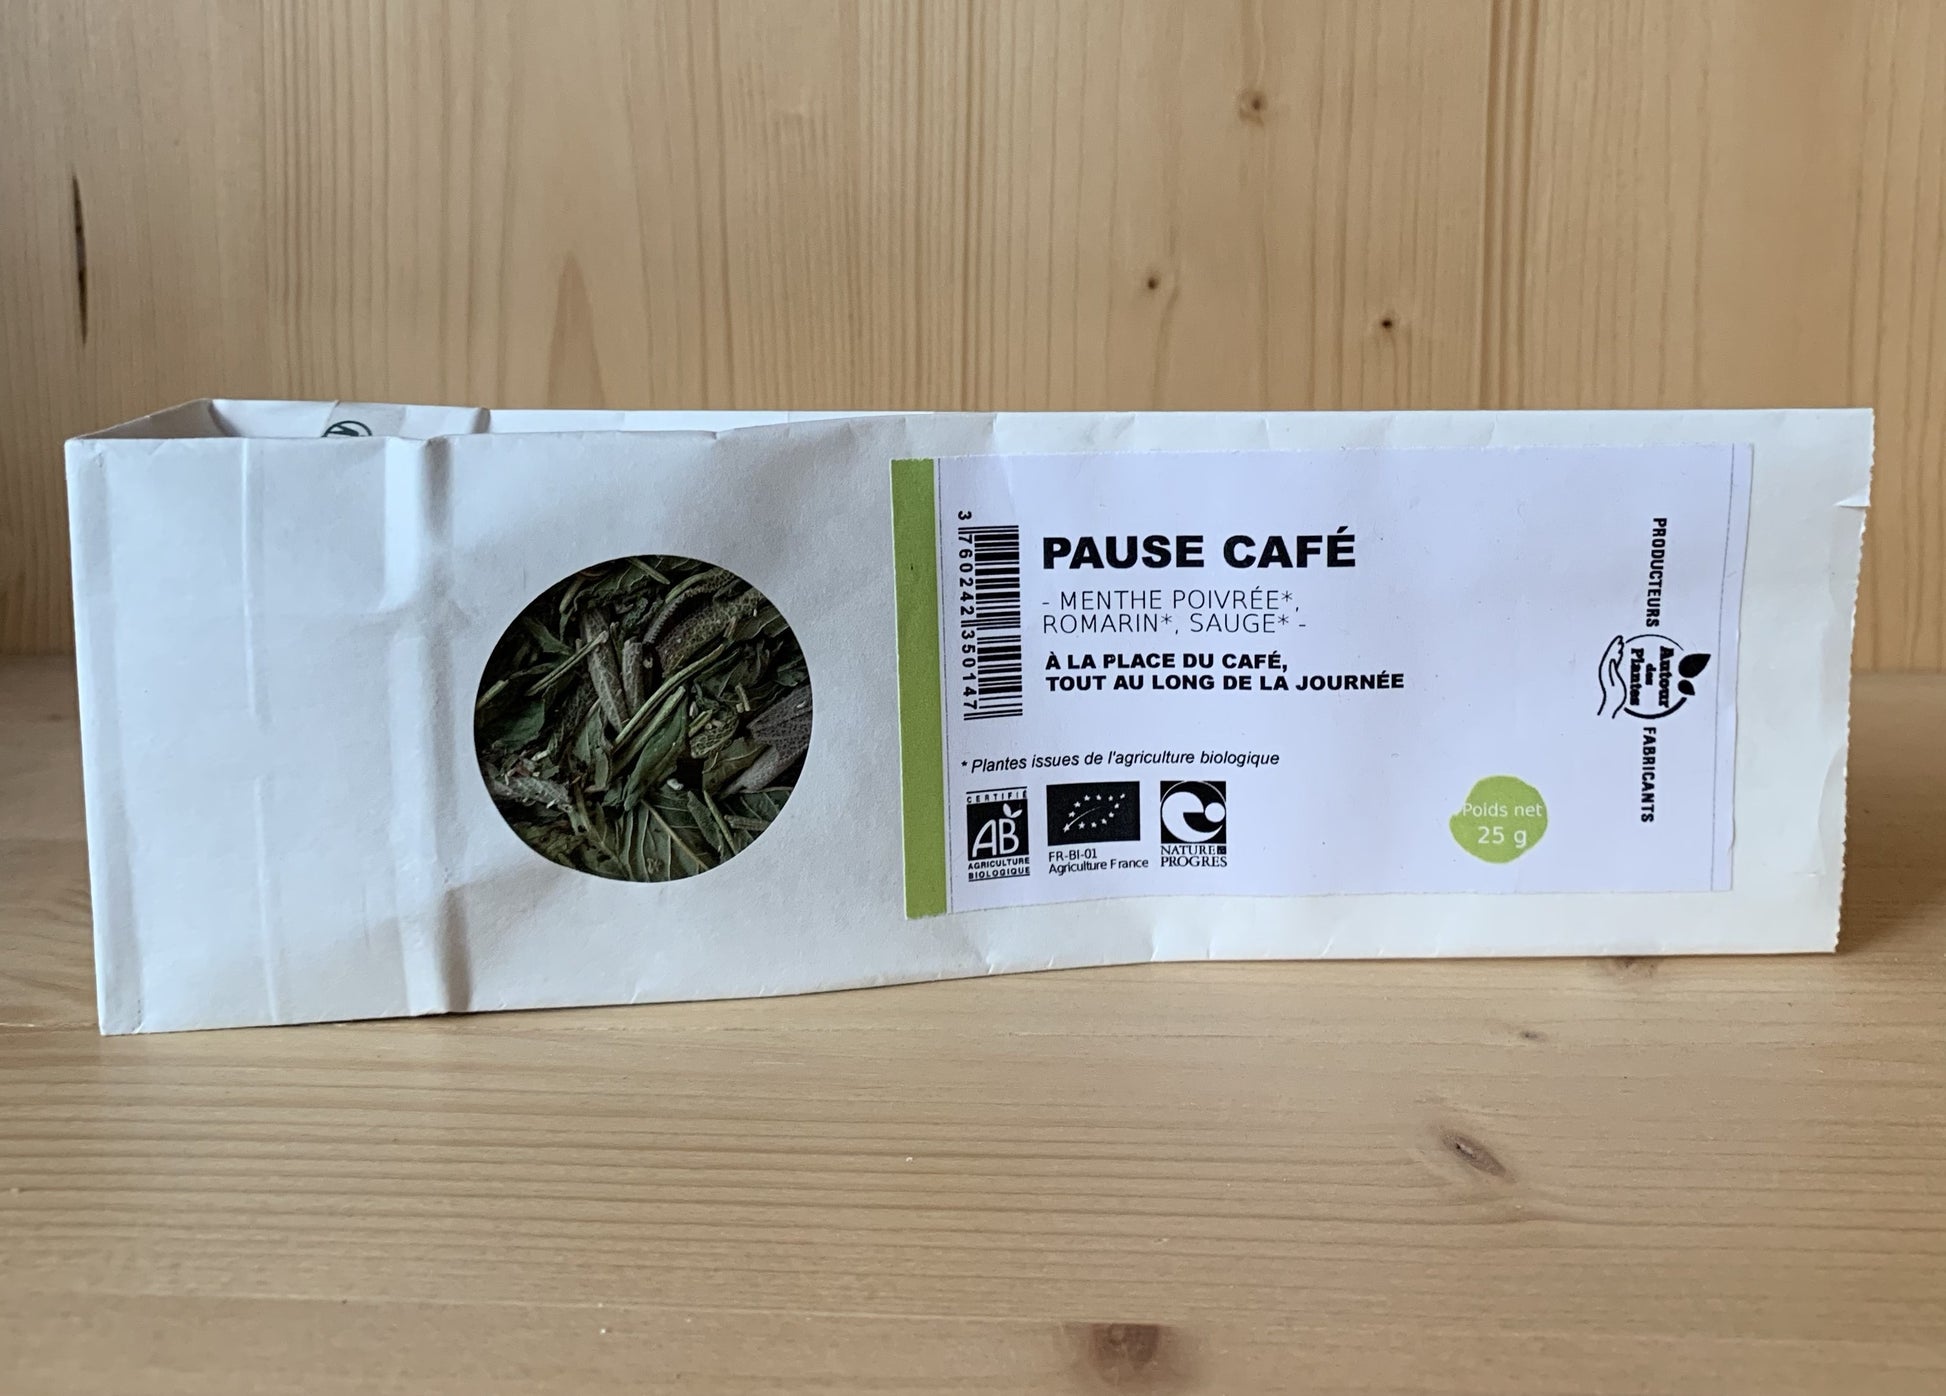 3 760242 350147
PAUSE CAFÉ
- MENTHE POIVRÉE*,
ROMARIN*, SAUGE* -
À LA PLACE DU CAFÉ,
TOUT AU LONG DE LA JOURNÉE
* Plantes issues de l'agriculture biologique
CERTIFIÉ
AB
AGRICULTURE
BIOLOGIQUE
FR-BI-01
Agriculture France
NATURE &
PROGRES
Poids net
25 g
PRODUCTEURS
Autour
des
Plantes
FABRICANTS